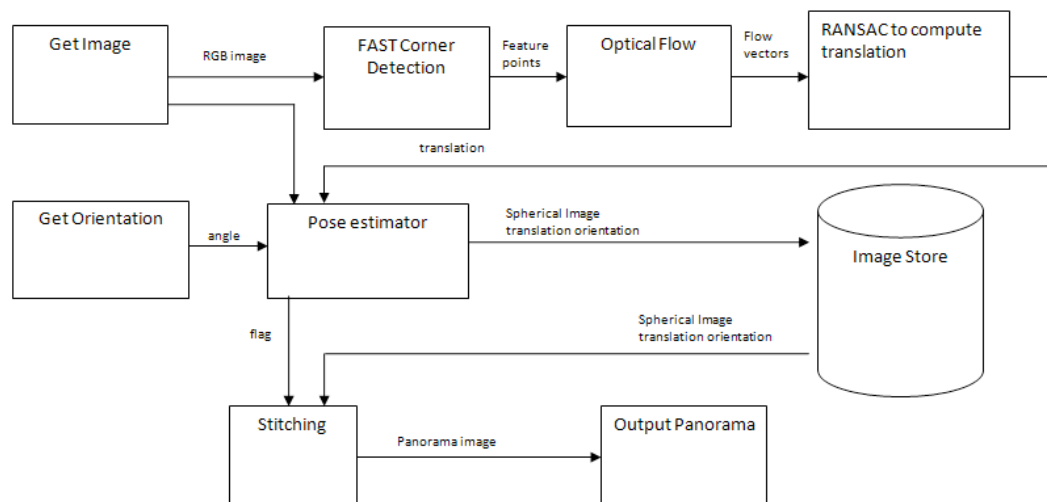 Get Image
RGB image
FAST Corner
Detection
Feature
points
Optical Flow
Flow
vectors
RANSAC to compute
translation
translation
Get Orientation
angle
Pose estimator
Spherical Image
translation orientation
Image Store
flag
Spherical Image
translation orientation
Stitching
Panorama image
Output Panorama